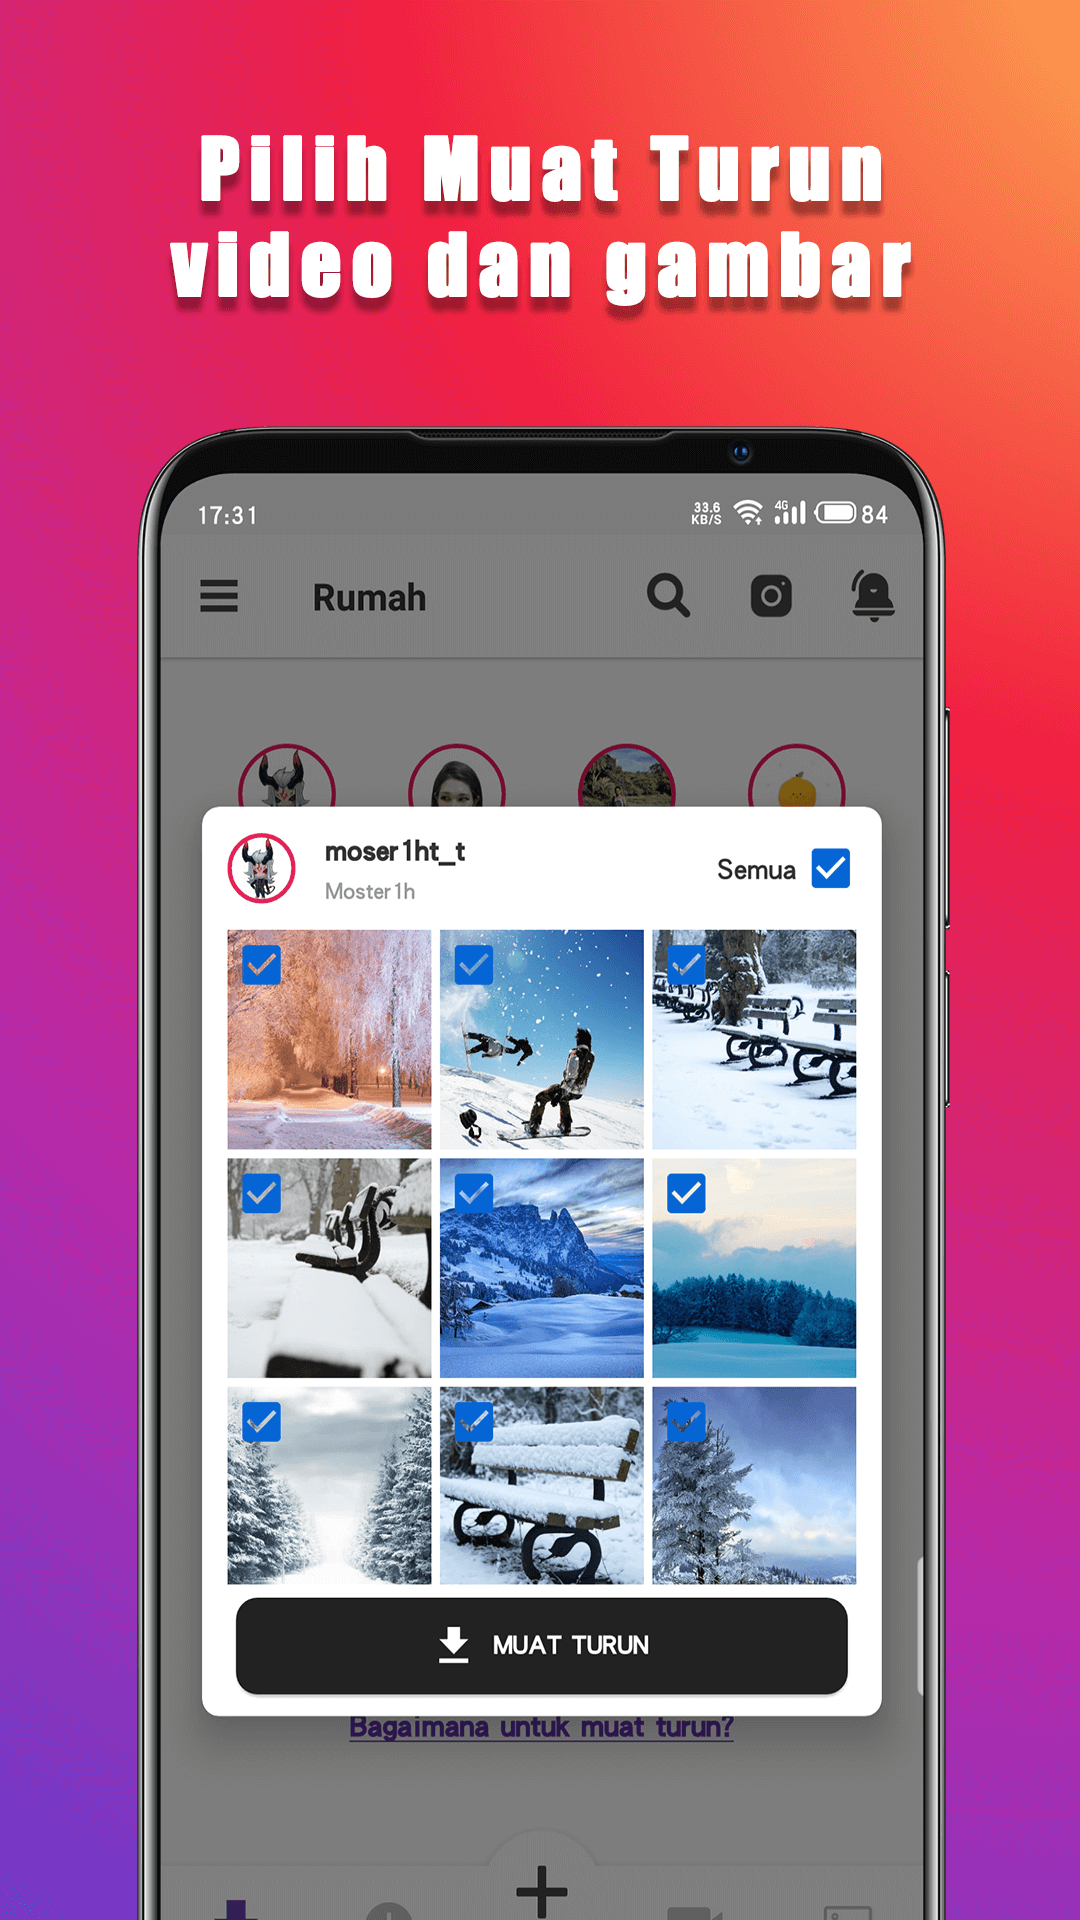 Pilih Muat Turun
video dan gambar
17:31
33.6
KB/S
4G
84
Rumah
moser1ht_t
Moster1h
Semua
MUAT TURUN
Bagaimana untuk muat turun?